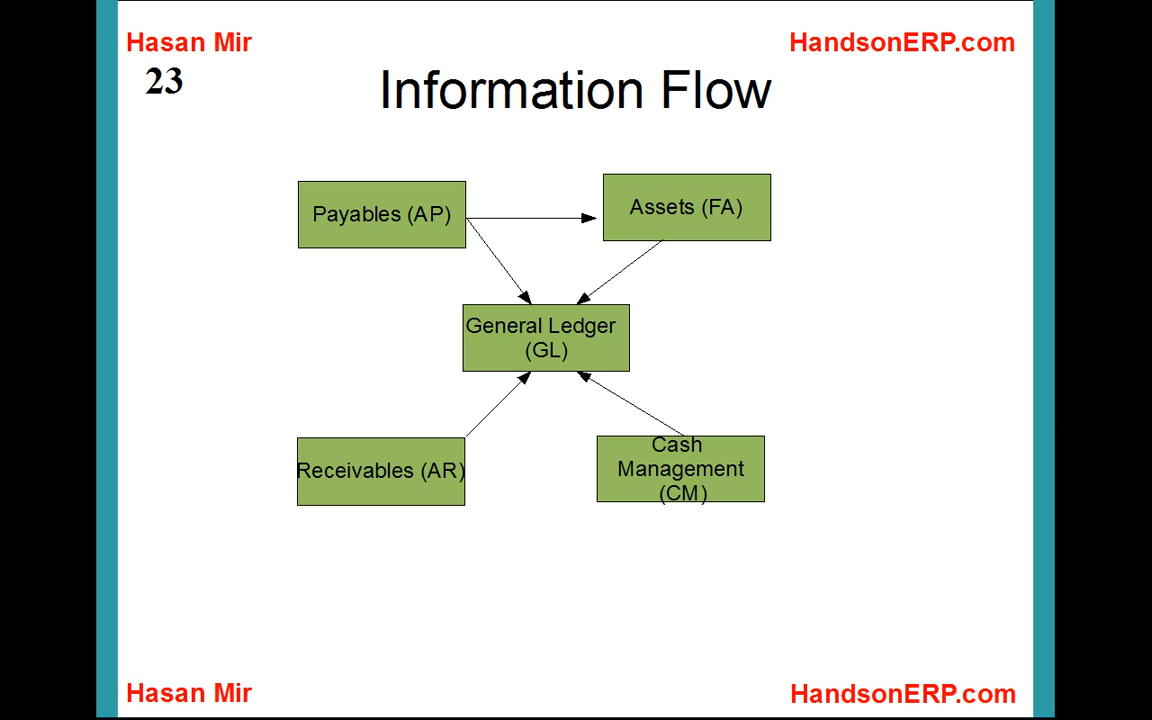 Hasan Mir
HandsonERP.com
23
Information Flow
Payables (AP)
Assets (FA)
General Ledger
(GL)
Receivables (AR)
Cash
Management
(CM)
Hasan Mir
HandsonERP.com